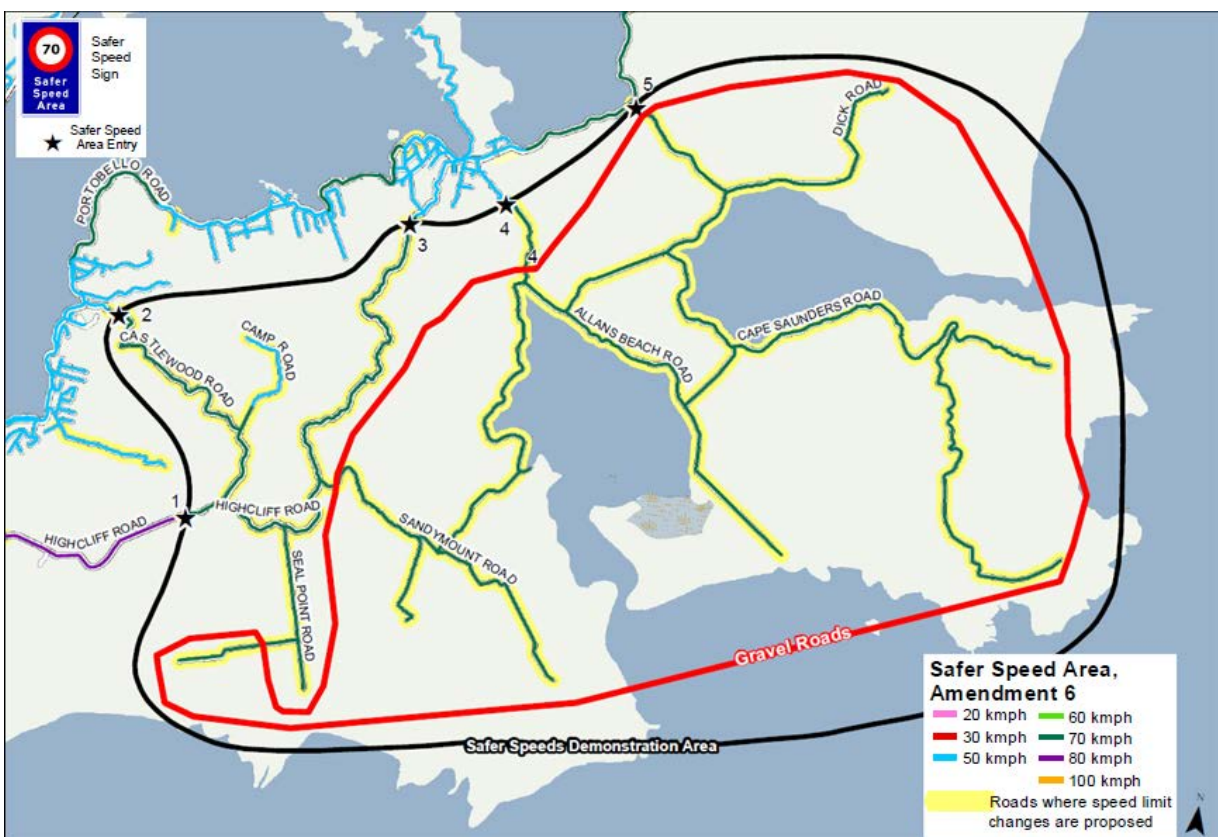 70
Safer
Speed
Area
Safer
Speed
Sign
Safer Speed
Area Entry
PORTOBELLO ROAD
5
DICK ROAD
3
4
4
2
CASTLEWOOD ROAD
CAMP ROAD
ALLANS BEACH ROAD
CAPE SAUNDERS ROAD
1
HIGHCLIFF ROAD
HIGHCLIFF ROAD
SANDYMOUNT ROAD
SEAL POINT ROAD
Gravel Roads
Safer Speeds Demonstration Area
Safer Speed Area,
Amendment 6
20 kmph
60 kmph
30 kmph
70 kmph
50 kmph
80 kmph
100 kmph
Roads where speed limit
changes are proposed
N